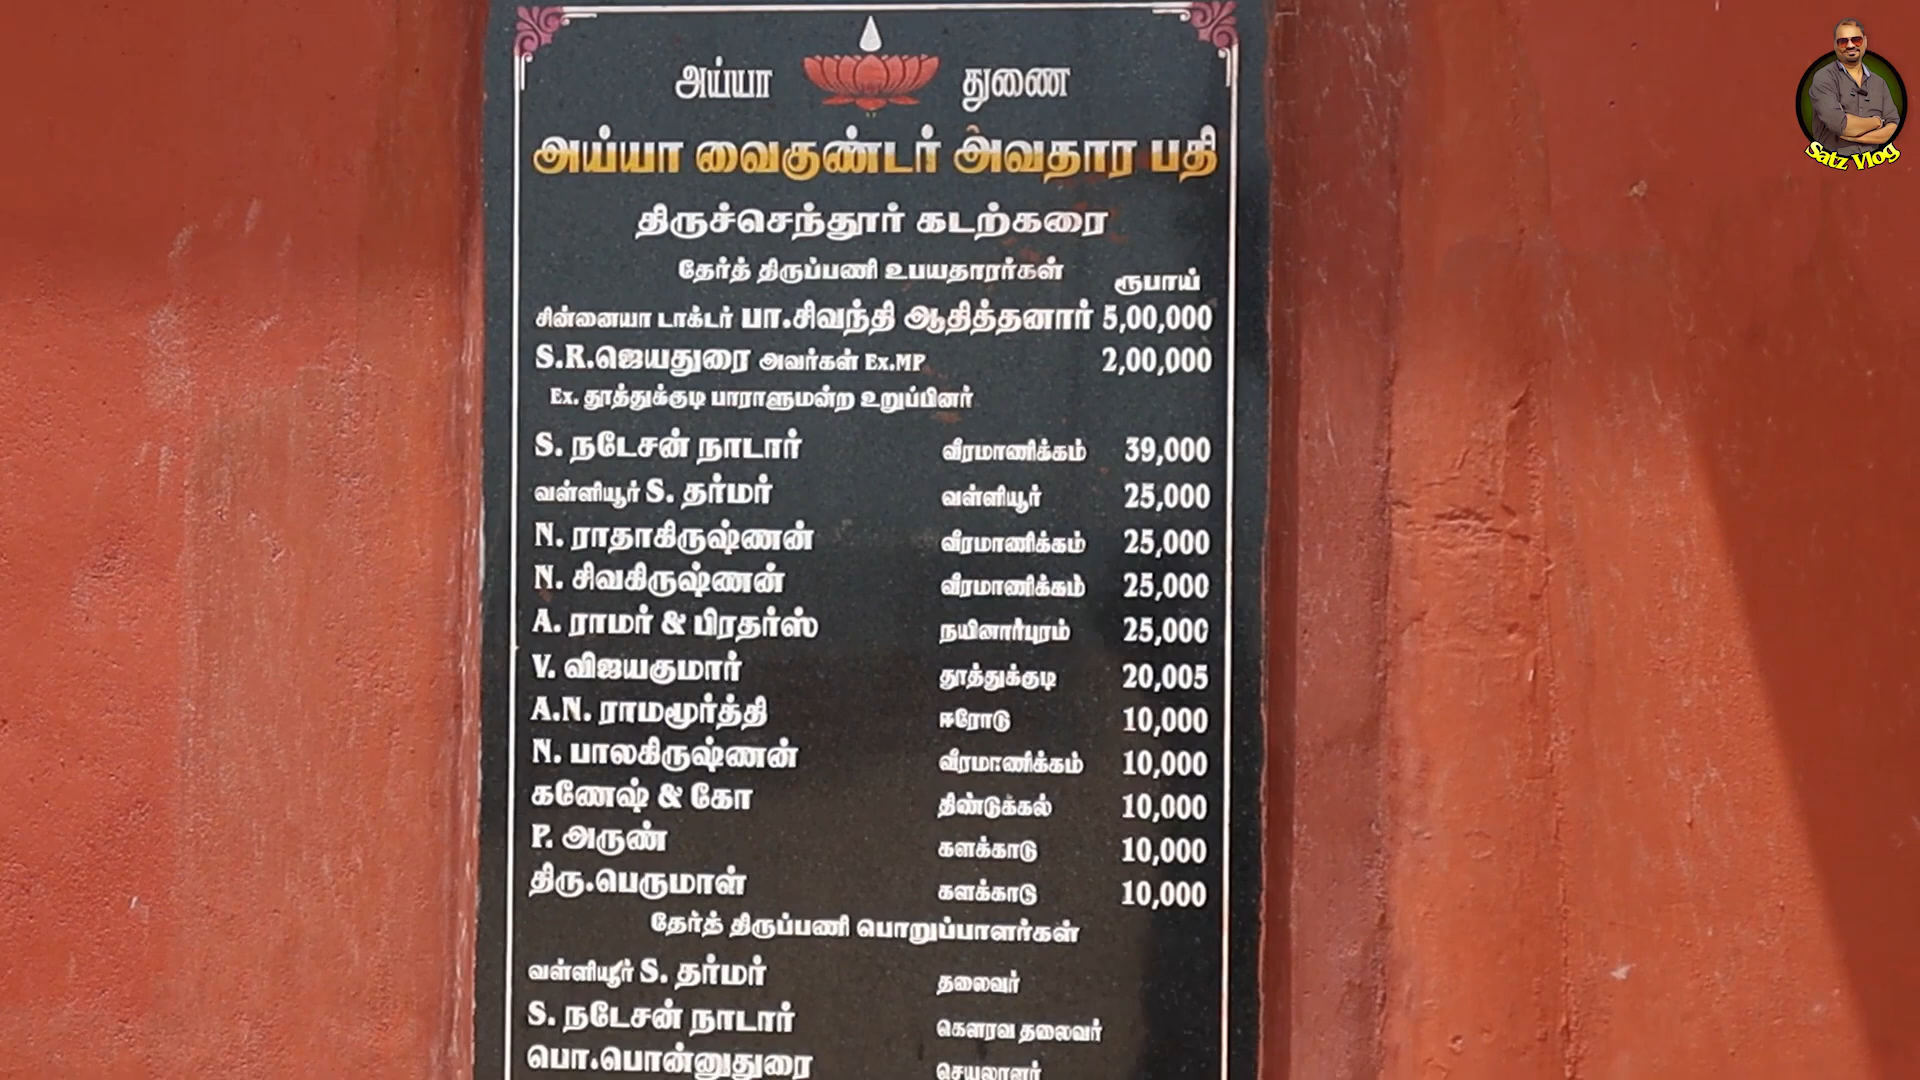 அய்யா துணை
அய்யா வைகுண்டர் அவதார பதி
திருச்செந்தூர் கடற்கரை
தேர்த் திருப்பணி உபயதாரர்கள் ரூபாய்
சின்னையா டாக்டர் பா.சிவந்தி ஆதித்தனார் 5,00,000
S.R.ஜெயதுரை அவர்கள் Ex.MP 2,00,000
Ex. தூத்துக்குடி பாராளுமன்ற உறுப்பினர்
S. நடேசன் நாடார் வீரமாணிக்கம் 39,000
வள்ளியூர் S. தர்மர் வள்ளியூர் 25,000
N. ராதாகிருஷ்ணன் வீரமாணிக்கம் 25,000
N. சிவகிருஷ்ணன் வீரமாணிக்கம் 25,000
A. ராமர் & பிரதர்ஸ் நயினார்புரம் 25,000
V. விஜயகுமார் தூத்துக்குடி 20,005
A.N. ராமமூர்த்தி ஈரோடு 10,000
N. பாலகிருஷ்ணன் வீரமாணிக்கம் 10,000
கணேஷ் & கோ திண்டுக்கல் 10,000
P. அருண் களக்காடு 10,000
திரு.பெருமாள் களக்காடு 10,000
தேர்த் திருப்பணி பொறுப்பாளர்கள்
வள்ளியூர் S. தர்மர் தலைவர்
S. நடேசன் நாடார் கௌரவ தலைவர்
பொ.பொன்னுதுரை செயலாளர்
Satz Vlog